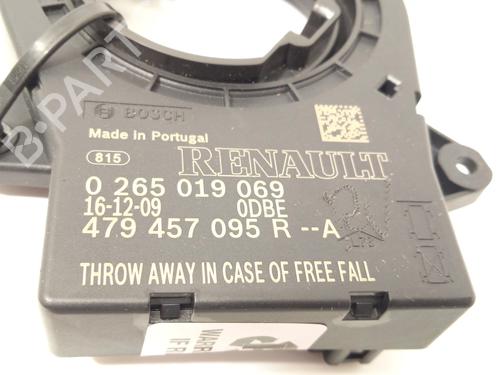 B-PARTS
BOSCH
Made in Portugal
815
RENAULT
0 265 019 069
16-12-09 0DBE
479 457 095 R --A
THROW AWAY IN CASE OF FREE FALL